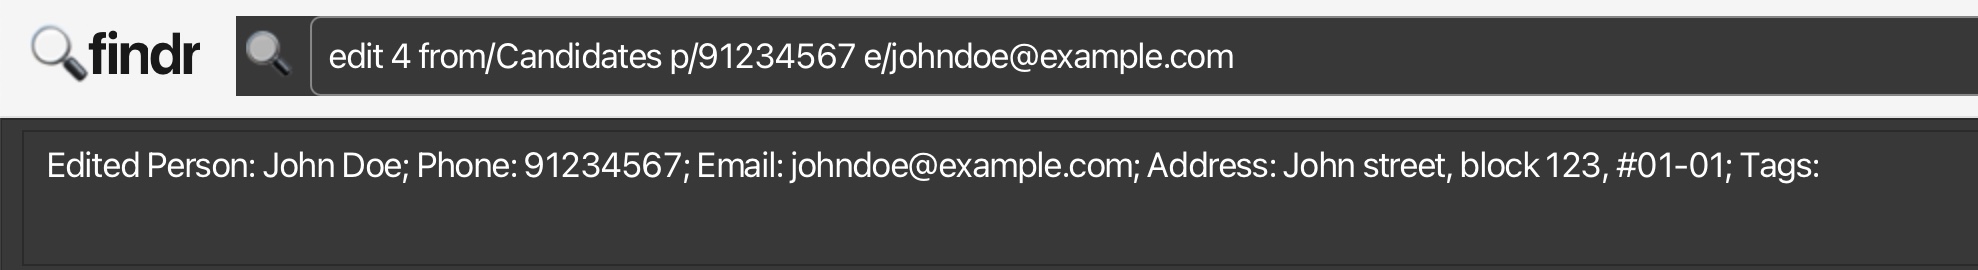 findr
edit 4 from/Candidates p/91234567 e/johndoe@example.com
Edited Person: John Doe; Phone: 91234567; Email: johndoe@example.com; Address: John street, block 123, #01-01; Tags: